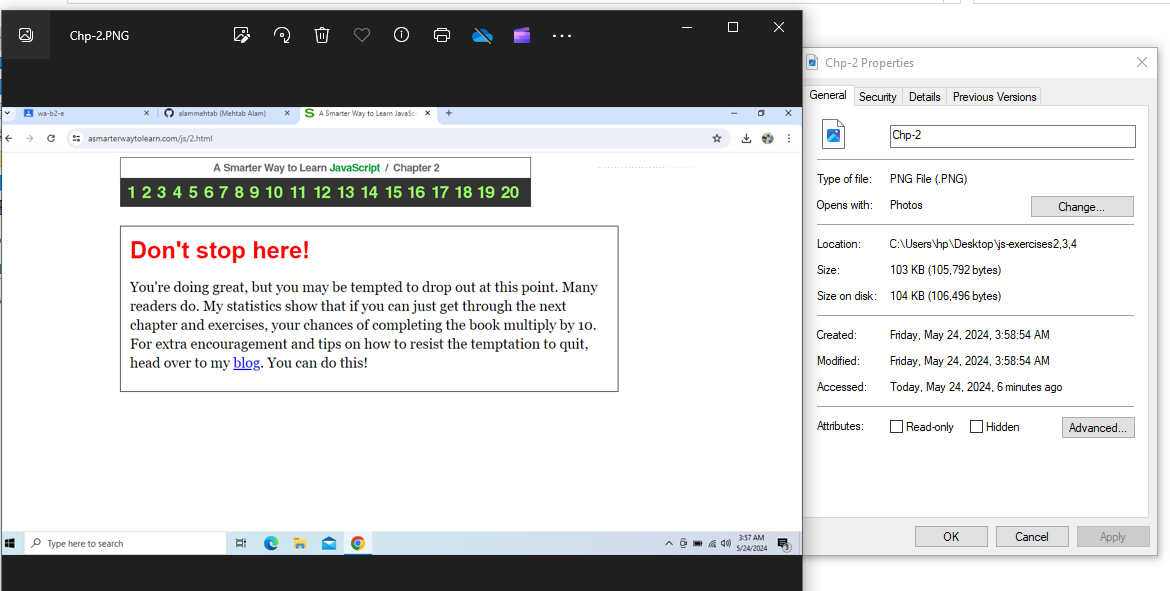 Chp-2.PNG
wa-b2-e
alammehtab (Mehtab Alam)
A Smarter Way to Learn JavaSc
asmarterwaytolearn.com/js/2.html
A Smarter Way to Learn JavaScript / Chapter 2
1 2 3 4 5 6 7 8 9 10 11 12 13 14 15 16 17 18 19 20
Don't stop here!
You're doing great, but you may be tempted to drop out at this point. Many
readers do. My statistics show that if you can just get through the next
chapter and exercises, your chances of completing the book multiply by 10.
For extra encouragement and tips on how to resist the temptation to quit,
head over to my blog. You can do this!
Type here to search
3:57 AM
5/24/2024
3
Chp-2 Properties
General Security Details Previous Versions
Chp-2
Type of file: PNG File (.PNG)
Opens with: Photos Change...
Location: C:\Users\hp\Desktop\js-exercises2,3,4
Size: 103 KB (105,792 bytes)
Size on disk: 104 KB (106,496 bytes)
Created: Friday, May 24, 2024, 3:58:54 AM
Modified: Friday, May 24, 2024, 3:58:54 AM
Accessed: Today, May 24, 2024, 6 minutes ago
Attributes: Read-only Hidden Advanced...
OK Cancel Apply